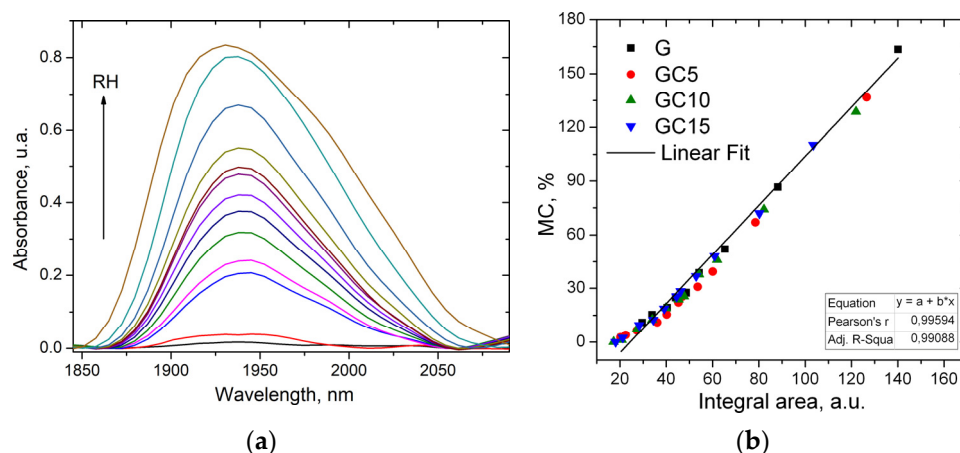 0.8
0.6
0.4
0.2
0.0
Absorbance, u.a.
RH
1850
1900
1950
2000
2050
Wavelength, nm
(a)
b)
180
150
120
90
60
30
0
MC, %
G
GC5
GC10
GC15
Linear Fit
Equation y = a + b*x
Pearson's r 0,99594
Adj. R-Squa 0,99088
20 40 60 80 100 120 140 160
Integral area, a.u.
(b)